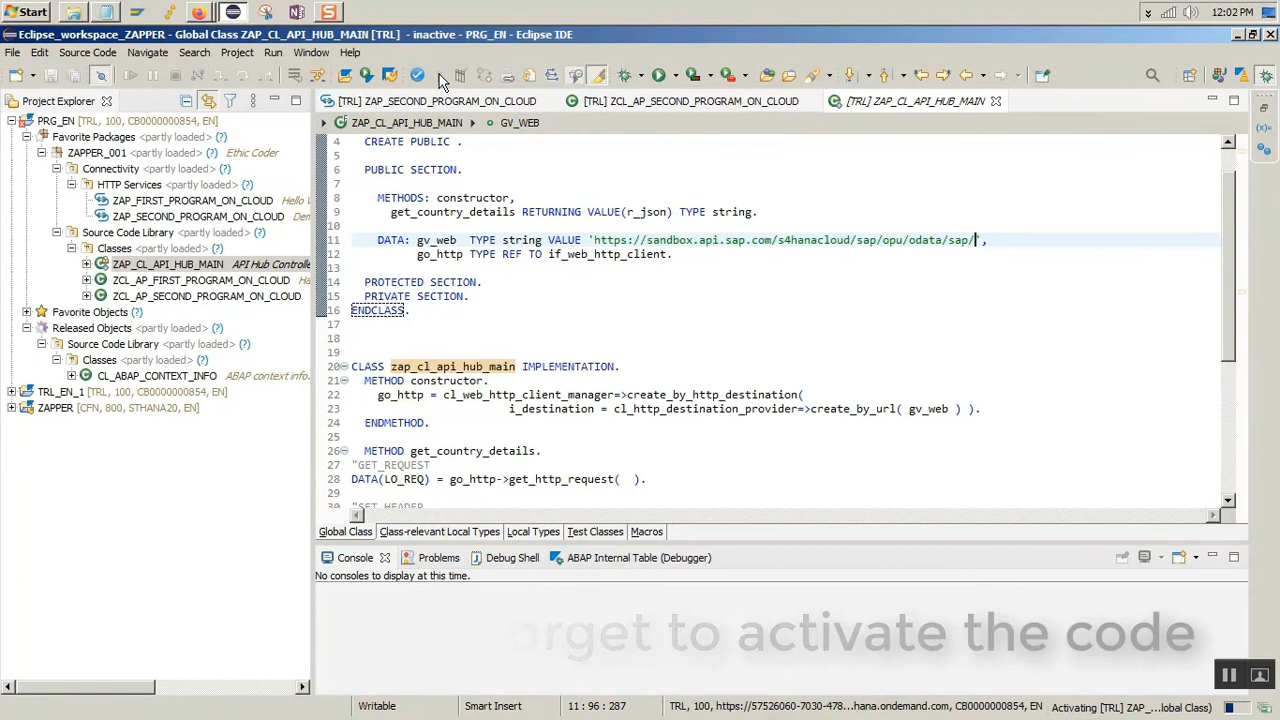 Start
12:02 PM
Eclipse_workspace_ZAPPER - Global Class ZAP_CL_API_HUB_MAIN [TRL] - inactive - PRG_EN - Eclipse IDE
File Edit Source Code Navigate Search Project Run Window Help
Project Explorer
[TRL] ZAP_SECOND_PROGRAM_ON_CLOUD
[TRL] ZCL_AP_SECOND_PROGRAM_ON_CLOUD
[TRL] ZAP_CL_API_HUB_MAIN
ZAP_CL_API_HUB_MAIN
GV_WEB
PRG_EN [TRL, 100, CB0000000854, EN]
Favorite Packages (?)
ZAPPER_001 <partly loaded> (?) Ethic Coder
Connectivity <partly loaded> (?)
HTTP Services <partly loaded> (?)
ZAP_FIRST_PROGRAM_ON_CLOUD Hello W
ZAP_SECOND_PROGRAM_ON_CLOUD Dem
Source Code Library <partly loaded> (?)
Classes <partly loaded> (?)
ZAP_CL_API_HUB_MAIN API Hub Controle
ZCL_AP_FIRST_PROGRAM_ON_CLOUD
ZCL_AP_SECOND_PROGRAM_ON_CLOUD
Favorite Objects (?)
Released Objects <partly loaded> (?)
Source Code Library <partly loaded> (?)
Classes <partly loaded> (?)
CL_ABAP_CONTEXT_INFO ABAP context info.
TRL_EN_1 [TRL, 100, CB0000000854, EN]
ZAPPER [CFN, 800, STHANA20, EN]
4 CREATE PUBLIC .
5
6 PUBLIC SECTION.
7
8 METHODS: constructor,
9 get_country_details RETURNING VALUE(r_json) TYPE string.
10
11 DATA: gv_web TYPE string VALUE 'https://sandbox.api.sap.com/s4hanacloud/sap/opu/odata/sap/',
12 go_http TYPE REF TO if_web_http_client.
13
14 PROTECTED SECTION.
15 PRIVATE SECTION.
16 ENDCLASS.
17
18
19
20 CLASS zap_cl_api_hub_main IMPLEMENTATION.
21 METHOD constructor.
22 go_http = cl_web_http_client_manager=>create_by_http_destination(
23 i_destination = cl_http_destination_provider=>create_by_url( gv_web ) ).
24 ENDMETHOD.
25
26 METHOD get_country_details.
27 "GET_REQUEST
28 DATA(LO_REQ) = go_http->get_http_request( ).
29
30 "SET_HEADER
Global Class Class-relevant Local Types Local Types Test Classes Macros
Console Problems Debug Shell ABAP Internal Table (Debugger)
No consoles to display at this time.
orget to activate the code
Writable Smart Insert 11 : 96 : 287 TRL, 100, https://57526060-7030-478...hana.ondemand.com, CB0000000854, EN Activating [TRL] ZAP_...lobal Class)